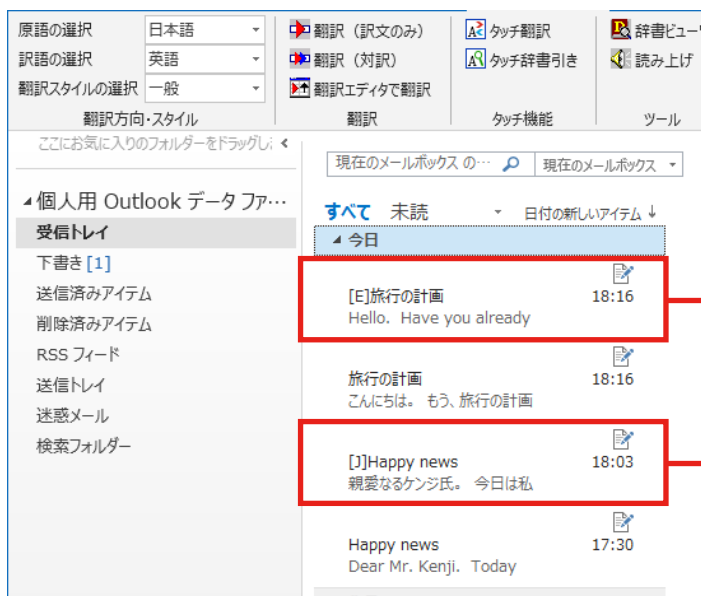 原語の選択 日本語 翻訳（訳文のみ） タッチ翻訳 辞書ビュー
訳語の選択 英語 翻訳（対訳） タッチ辞書引き 読み上げ
翻訳スタイルの選択 一般 翻訳エディタで翻訳
翻訳方向・スタイル 翻訳 タッチ機能 ツール
ここにお気に入りのフォルダーをドラッグし
現在のメールボックス の… 現在のメールボックス
個人用 Outlook データ ファ…
すべて 未読 日付の新しいアイテム ↓
受信トレイ
今日
下書き [1]
送信済みアイテム
削除済みアイテム
RSS フィード
送信トレイ
迷惑メール
検索フォルダー
[E]旅行の計画 18:16
Hello. Have you already
旅行の計画 18:16
こんにちは。 もう、旅行の計画
[J]Happy news 18:03
親愛なるケンジ氏。 今日は私
Happy news 17:30
Dear Mr. Kenji. Today